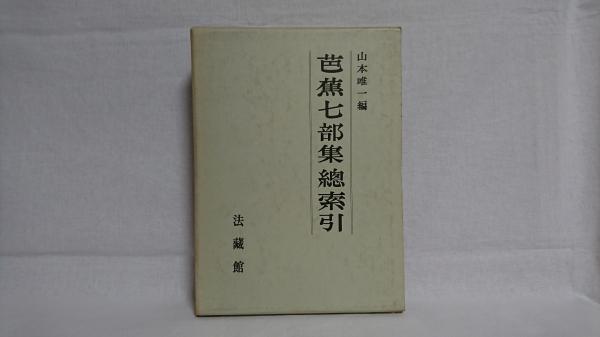 山本唯一編
芭蕉七部集總索引
法藏館